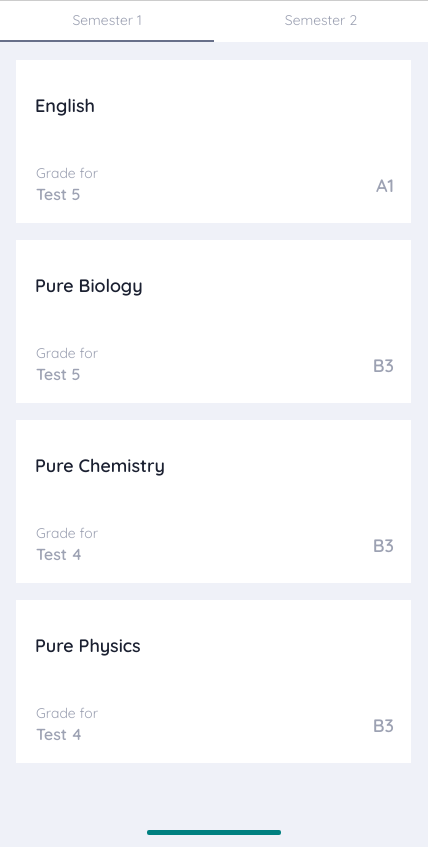 Semester 1 Semester 2
English
Grade for
Test 5
A1
Pure Biology
Grade for
Test 5
B3
Pure Chemistry
Grade for
Test 4
B3
Pure Physics
Grade for
Test 4
B3